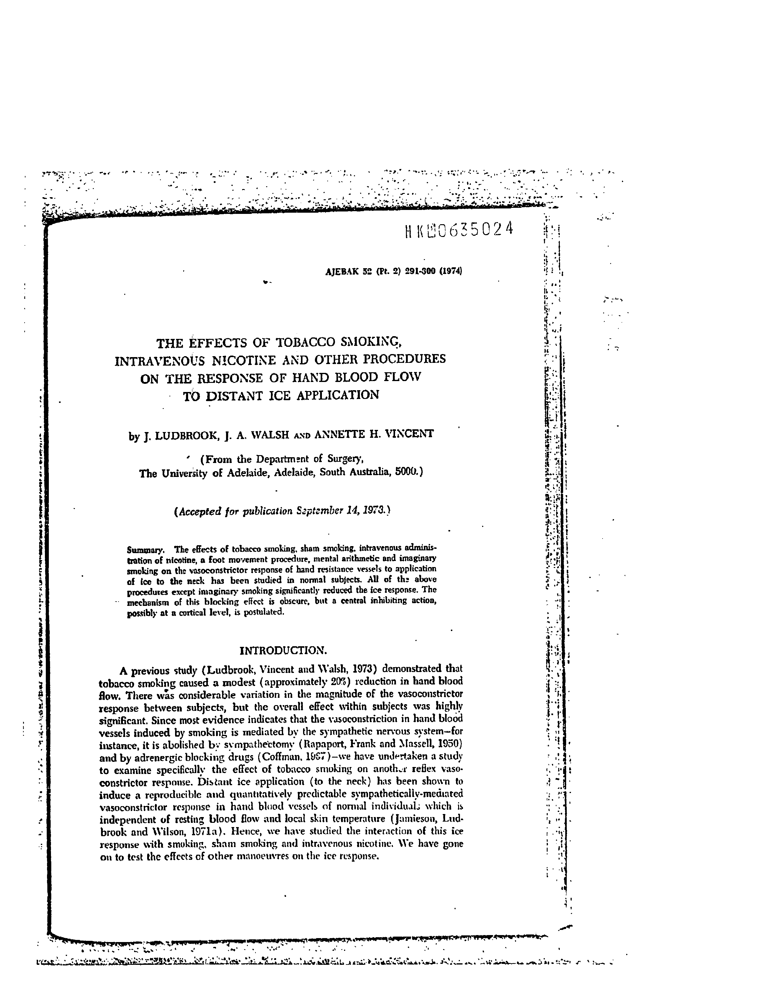 HK0635024
AJEBAK 52 (Pt. 2) 291-300 (1974)
THE EFFECTS OF TOBACCO SMOKING,
INTRAVENOUS NICOTINE AND OTHER PROCEDURES
ON THE RESPONSE OF HAND BLOOD FLOW
TO DISTANT ICE APPLICATION
by J. LUDBROOK, J. A. WALSH AND ANNETTE H. VINCENT
(From the Department of Surgery,
The University of Adelaide, Adelaide, South Australia, 5000.)
(Accepted for publication September 14, 1973.)
Summary. The effects of tobacco smoking, sham smoking, intravenous adminis-
tration of nicotine, a foot movement procedure, mental arithmetic and imaginary
smoking on the vasoconstrictor response of hand resistance vessels to application
of ice to the neck has been studied in normal subjects. All of the above
procedures except imaginary smoking significantly reduced the ice response. The
mechanism of this blocking effect is obscure, but a central inhibiting action,
possibly at a cortical level, is postulated.
INTRODUCTION.
A previous study (Ludbrook, Vincent and Walsh, 1973) demonstrated that
tobacco smoking caused a modest (approximately 20%) reduction in hand blood
flow. There was considerable variation in the magnitude of the vasoconstrictor
response between subjects, but the overall effect within subjects was highly
significant. Since most evidence indicates that the vasoconstriction in hand blood
vessels induced by smoking is mediated by the sympathetic nervous system—for
instance, it is abolished by sympathectomy (Rapaport, Frank and Massell, 1950)
and by adrenergic blocking drugs (Coffman, 1967)—we have undertaken a study
to examine specifically the effect of tobacco smoking on another reflex vaso-
constrictor response. Distant ice application (to the neck) has been shown to
induce a reproducible and quantitatively predictable sympathetically-mediated
vasoconstrictor response in hand blood vessels of normal individuals which is
independent of resting blood flow and local skin temperature (Jamieson, Lud-
brook and Wilson, 1971a). Hence, we have studied the interaction of this ice
response with smoking, sham smoking and intravenous nicotine. We have gone
on to test the effects of other manoeuvres on the ice response.